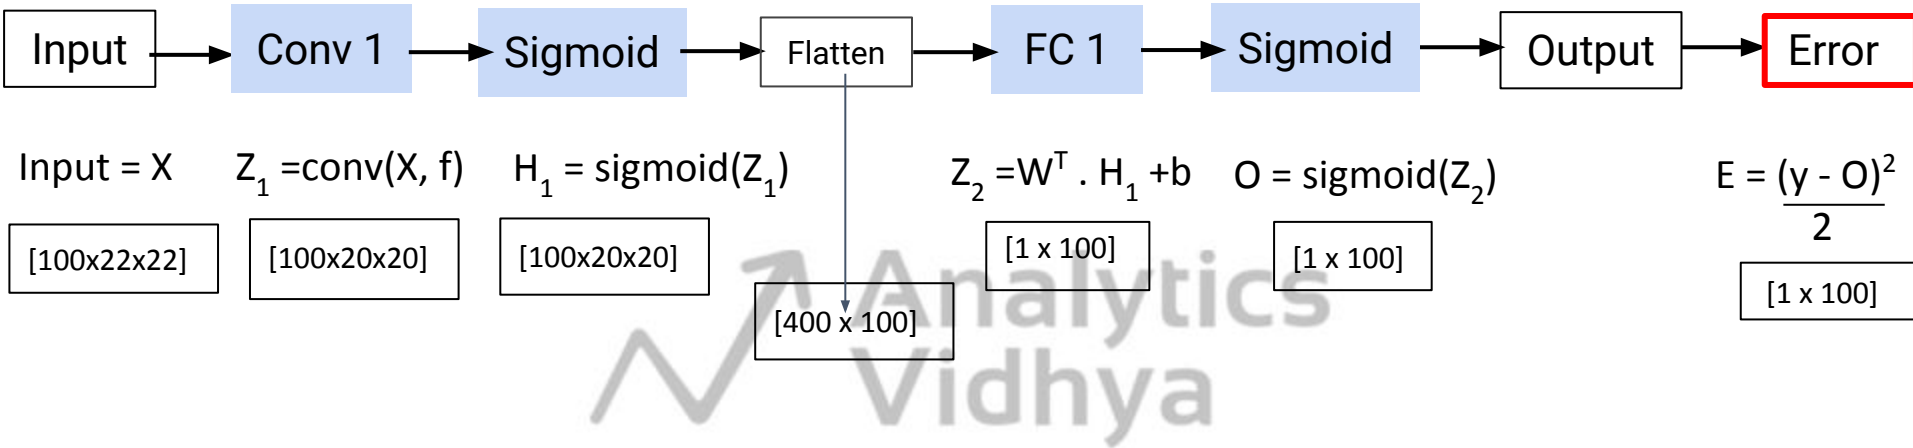 Input Conv 1 Sigmoid Flatten FC 1 Sigmoid Output Error
Input = X Z₁ =conv(X, f) H₁ = sigmoid(Z₁) Z₂ =Wᵀ . H₁ +b O = sigmoid(Z₂) E = (y - O)²
2
[100x22x22] [100x20x20] [100x20x20] [1 x 100] [1 x 100] [1 x 100]
[400 x 100]
Analytics
Vidhya